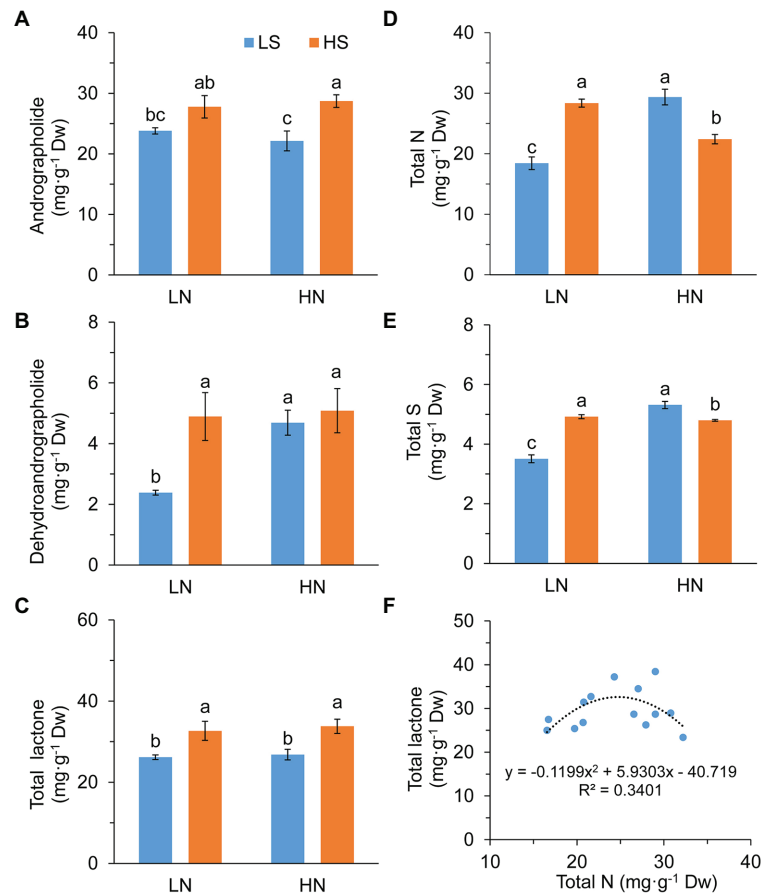 A
LS HS
Andrographolide
(mg·g⁻¹ Dw)
40
30
20
10
0
bc
ab
c
a
LN
HN
B
Dehydroandrographolide
(mg·g⁻¹ Dw)
8
6
4
2
0
b
a
a
a
LN
HN
C
Total lactone
(mg·g⁻¹ Dw)
60
40
20
0
b
a
b
a
LN
HN
D
Total N
(mg·g⁻¹ Dw)
40
30
20
10
0
c
a
a
b
LN
HN
E
Total S
(mg·g⁻¹ Dw)
8
6
4
2
0
c
a
a
b
LN
HN
F
Total lactone
(mg·g⁻¹ Dw)
50
40
30
20
10
0
y = -0.1199x² + 5.9303x - 40.719
R² = 0.3401
10 20 30 40
Total N (mg·g⁻¹ Dw)